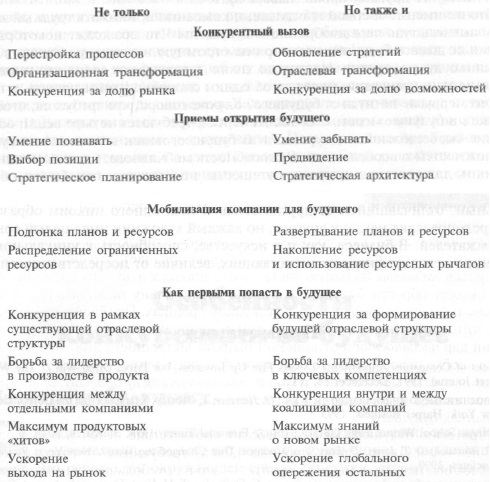 Не только Но также и
Конкурентный вызов
Перестройка процессов Обновление стратегий
Организационная трансформация Отраслевая трансформация
Конкуренция за долю рынка Конкуренция за долю возможностей
Приемы открытия будущего
Умение познавать Умение забывать
Выбор позиции Предвидение
Стратегическое планирование Стратегическая архитектура
Мобилизация компании для будущего
Подгонка планов и ресурсов Развертывание планов и ресурсов
Распределение ограниченных Накопление ресурсов
ресурсов и использование ресурсных рычагов
Как первыми попасть в будущее
Конкуренция в рамках Конкуренция за формирование
существующей отраслевой будущей отраслевой структуры
структуры
Борьба за лидерство Борьба за лидерство
в производстве продукта в ключевых компетенциях
Конкуренция между Конкуренция внутри и между
отдельными компаниями коалициями компаний
Максимум продуктовых Максимум знаний
«хитов» о новом рынке
Ускорение Ускорение глобального
выхода на рынок опережения остальных